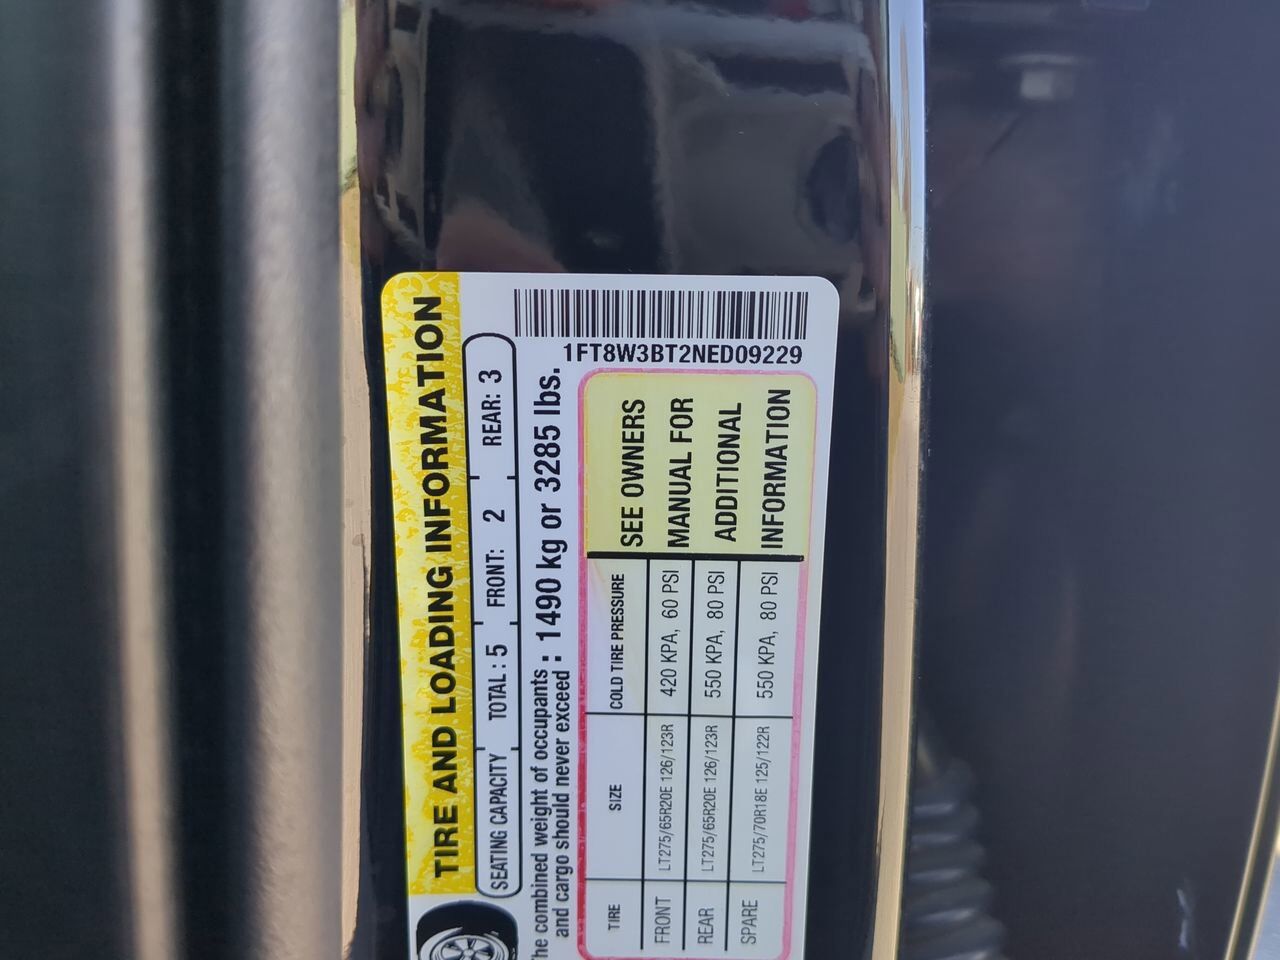 TIRE AND LOADING INFORMATION
SEATING CAPACITY TOTAL : 5 FRONT: 2 REAR: 3
The combined weight of occupants
and cargo should never exceed : 1490 kg or 3285 lbs.
1FT8W3BT2NED09229
TIRE SIZE COLD TIRE PRESSURE
FRONT LT275/65R20E 126/123R 420 KPA, 60 PSI
REAR LT275/65R20E 126/123R 550 KPA, 80 PSI
SPARE LT275/70R18E 125/122R 550 KPA, 80 PSI
SEE OWNERS
MANUAL FOR
ADDITIONAL
INFORMATION